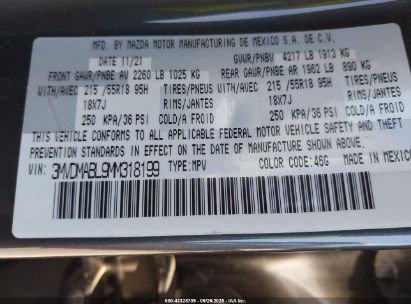 MFD. BY MAZDA MOTOR MANUFACTURING DE MEXICO S.A. DE C.V.
DATE 11/21 GVWR/PNBV 4217 LB 1913 KG
FRONT GAWR/PNBE AV 2260 LB 1025 KG REAR GAWR/PNBE AR 1962 LB 890 KG
WITH/AVEC 215 /55R18 95H TIRES/PNEUS WITH/AVEC 215 /55R18 95H TIRES/PNEUS
18X7J RIMS/JANTES 18X7J RIMS/JANTES
250 KPA/36 PSI COLD/A FROID 250 KPA/36 PSI COLD/A FROID
THIS VEHICLE CONFORMS TO ALL APPLICABLE FEDERAL MOTOR VEHICLE SAFETY AND THEFT
PREVENTION STANDARDS IN EFFECT ON THE DATE OF MANUFACTURE SHOWN ABOVE.
MADE IN MEXICO
VIN: 3MVDMABL9MM318199 TYPE: MPV COLOR CODE: 46G